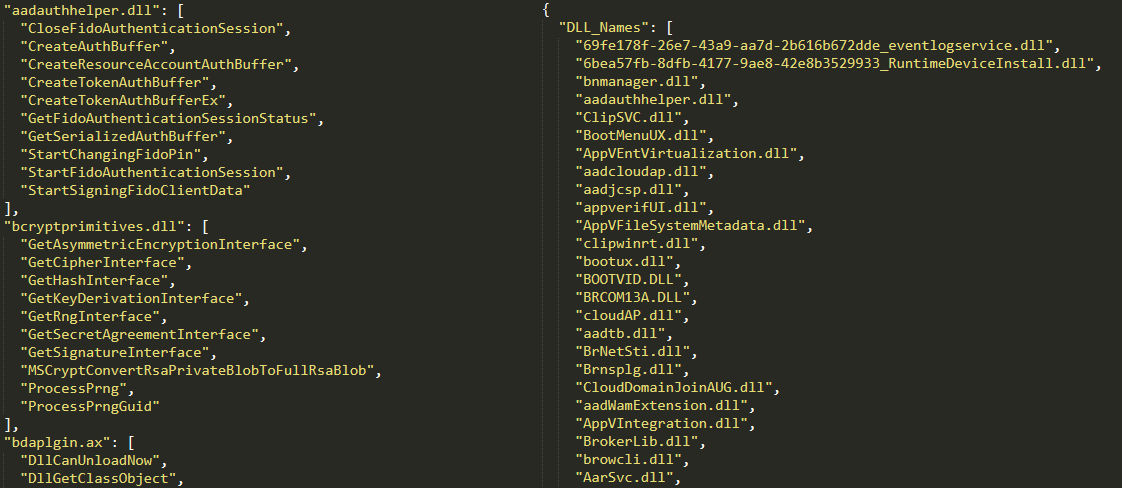 "aadauthhelper.dll": [
"CloseFidoAuthenticationSession",
"CreateAuthBuffer",
"CreateResourceAccountAuthBuffer",
"CreateTokenAuthBuffer",
"CreateTokenAuthBufferEx",
"GetFidoAuthenticationSessionStatus",
"GetSerializedAuthBuffer",
"StartChangingFidoPin",
"StartFidoAuthenticationSession",
"StartSigningFidoClientData"
],
"bcryptprimitives.dll": [
"GetAsymmetricEncryptionInterface",
"GetCipherInterface",
"GetHashInterface",
"GetKeyDerivationInterface",
"GetRngInterface",
"GetSecretAgreementInterface",
"GetSignatureInterface",
"MSCryptConvertRsaPrivateBlobToFullRsaBlob",
"ProcessPrng",
"ProcessPrngGuid"
],
"bdaplgin.ax": [
"DllCanUnloadNow",
"DllGetClassObject",
{
"DLL_Names": [
"69fe178f-26e7-43a9-aa7d-2b616b672dde_eventlogservice.dll",
"6bea57fb-8dfb-4177-9ae8-42e8b3529933_RuntimeDeviceInstall.dll",
"bnmanager.dll",
"aadauthhelper.dll",
"ClipSVC.dll",
"BootMenuUX.dll",
"AppVEntVirtualization.dll",
"aadcloudap.dll",
"aadjcsp.dll",
"appverifUI.dll",
"AppVFileSystemMetadata.dll",
"clipwinrt.dll",
"bootux.dll",
"BOOTVID.DLL",
"BRCOM13A.DLL",
"cloudAP.dll",
"aadtb.dll",
"BrNetSti.dll",
"Brnsplg.dll",
"CloudDomainJoinAUG.dll",
"aadWamExtension.dll",
"AppVIntegration.dll",
"BrokerLib.dll",
"browcli.dll",
"AarSvc.dll",